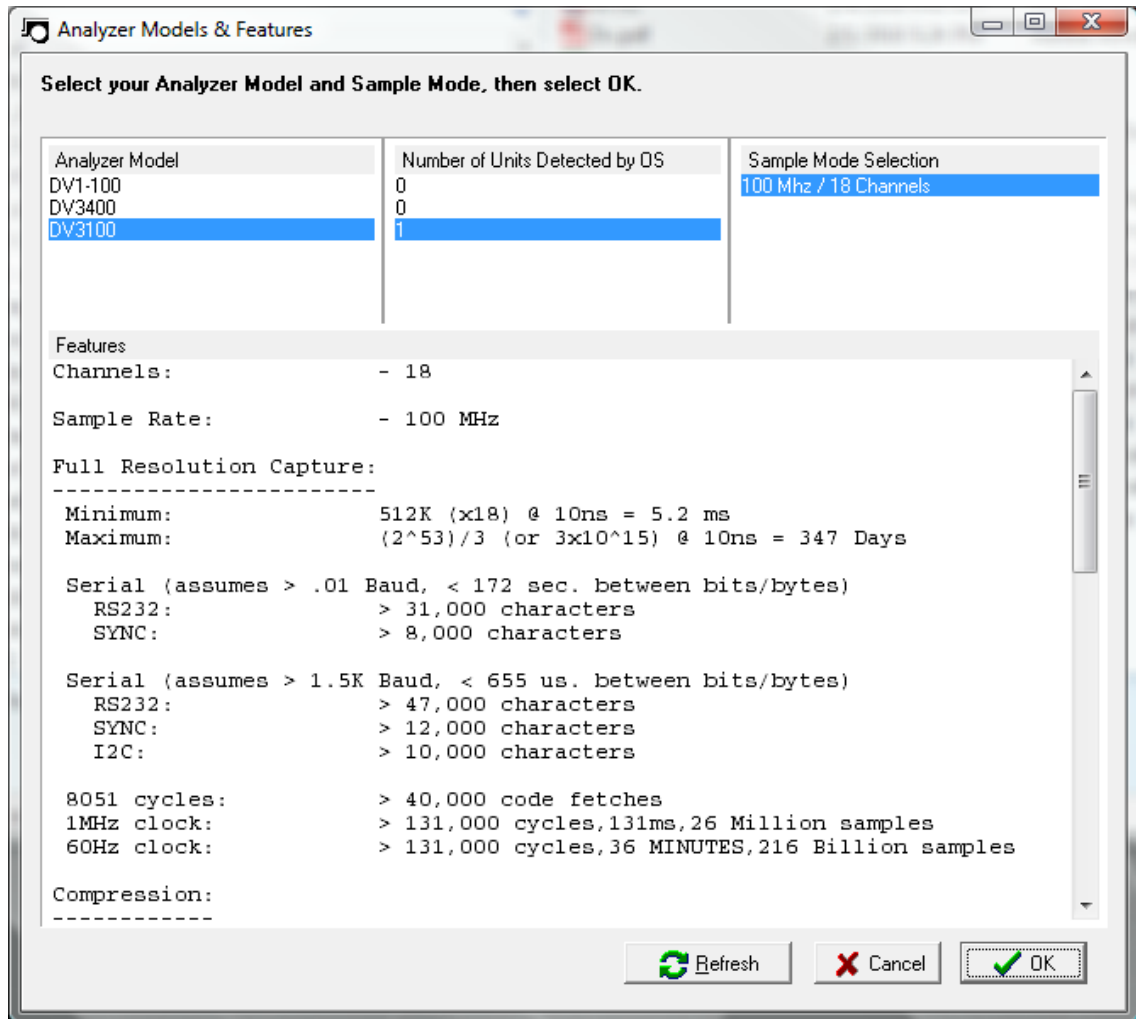 Analyzer Models & Features
Select your Analyzer Model and Sample Mode, then select OK.
Analyzer Model Number of Units Detected by OS Sample Mode Selection
DV1-100 0 100 Mhz / 18 Channels
DV3400 0
DV3100 1
Features
Channels: - 18
Sample Rate: - 100 MHz
Full Resolution Capture:
------------------------
Minimum: 512K (x18) @ 10ns = 5.2 ms
Maximum: (2^53)/3 (or 3x10^15) @ 10ns = 347 Days
Serial (assumes > .01 Baud, < 172 sec. between bits/bytes)
RS232: > 31,000 characters
SYNC: > 8,000 characters
Serial (assumes > 1.5K Baud, < 655 us. between bits/bytes)
RS232: > 47,000 characters
SYNC: > 12,000 characters
I2C: > 10,000 characters
8051 cycles: > 40,000 code fetches
1MHz clock: > 131,000 cycles,131ms,26 Million samples
60Hz clock: > 131,000 cycles,36 MINUTES,216 Billion samples
Compression:
------------
Refresh Cancel OK